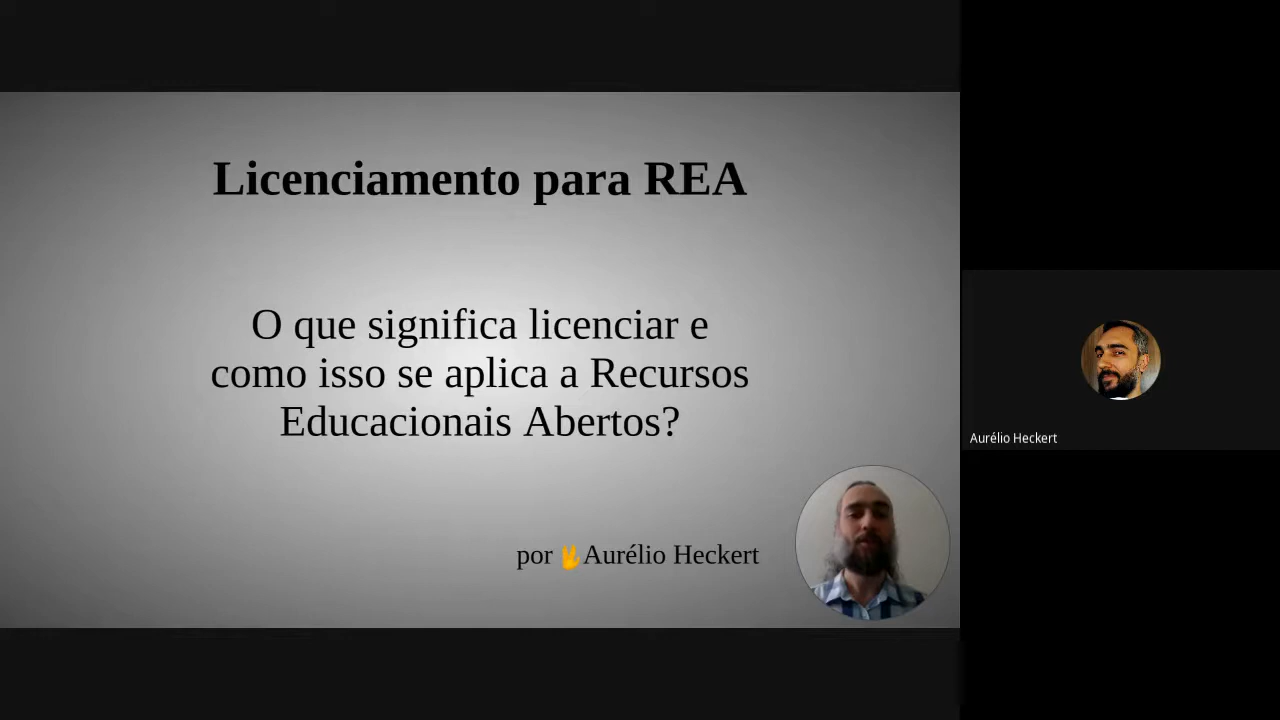 Licenciamento para REA
O que significa licenciar e
como isso se aplica a Recursos
Educacionais Abertos?
por 🖖Aurélio Heckert
Aurélio Heckert